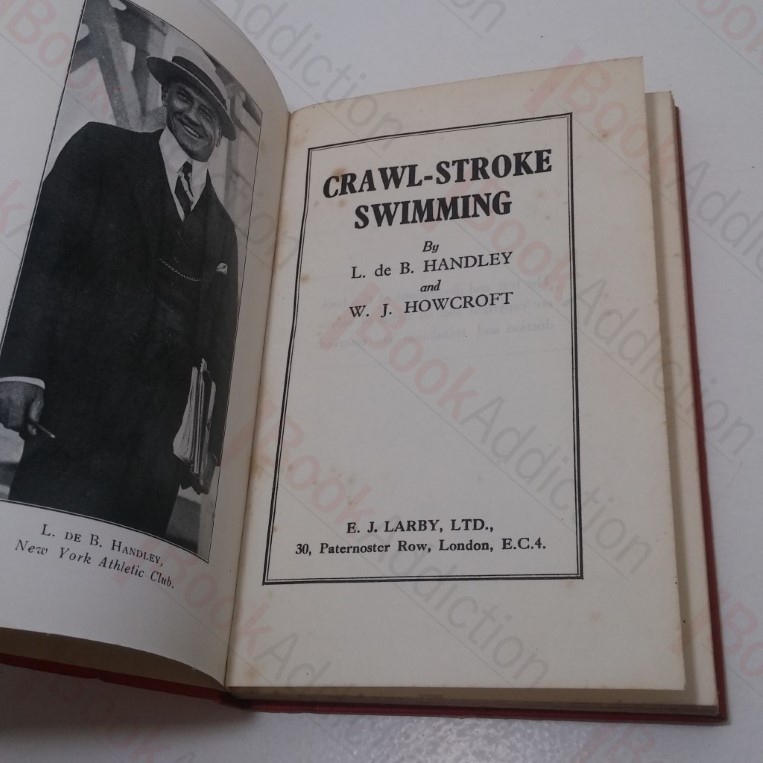 L. DE B. HANDLEY,
New York Athletic Club.
CRAWL-STROKE
SWIMMING
By
L. de B. HANDLEY
and
W. J. HOWCROFT
E. J. LARBY, LTD.,
30, Paternoster Row, London, E.C.4.
BookAddiction